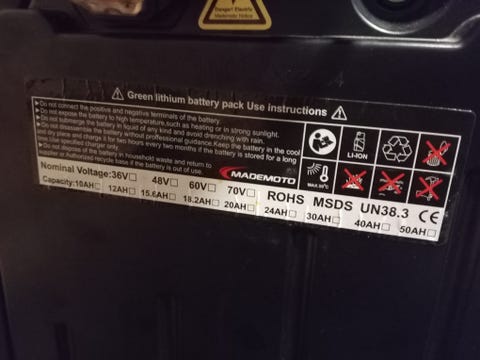 Danger! Electric
⚠ Green lithium battery pack Use instructions ⚠
▶Do not connect the positive and negative terminals of the battery.
▶Do not expose the battery to high temperature,such as heating or in strong sunlight.
▶Do not submerge the battery in liquid of any kind and avoid drenching with rain.
▶Do not disassemble the battery without professional guidance.Keep the battery in the cool
and dry place and charge it for two hours every two months if the battery is stored for a long
time.Use specified charger only.
▶Do not dispose of battery in household waste and return to
reseller or Authorized recycle base if the battery is out of use.
LI-ION
MADEMOTO
Nominal Voltage:36V□ 48V□ 60V□ 70V□ ROHS MSDS UN38.3 CE
Capacity:10AH□ 12AH□ 15.6AH□ 18.2AH□ 20AH□ 24AH□ 30AH□ 40AH□ 50AH□